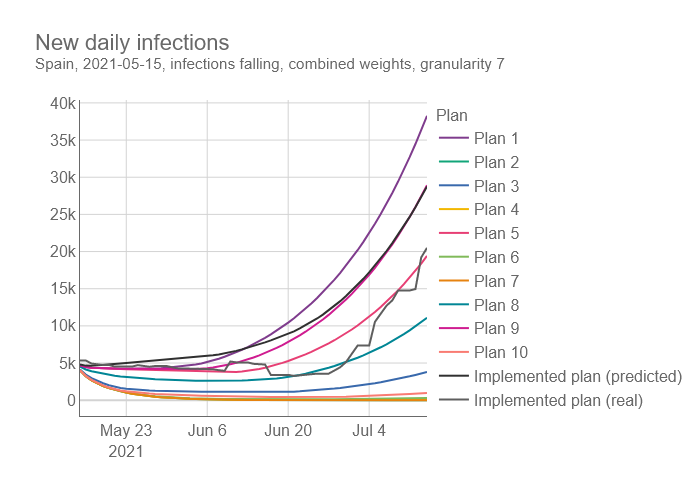 New daily infections
Spain, 2021-05-15, infections falling, combined weights, granularity 7
40k
35k
30k
25k
20k
15k
10k
5k
0
May 23
2021
Jun 6
Jun 20
Jul 4
Plan
Plan 1
Plan 2
Plan 3
Plan 4
Plan 5
Plan 6
Plan 7
Plan 8
Plan 9
Plan 10
Implemented plan (predicted)
Implemented plan (real)